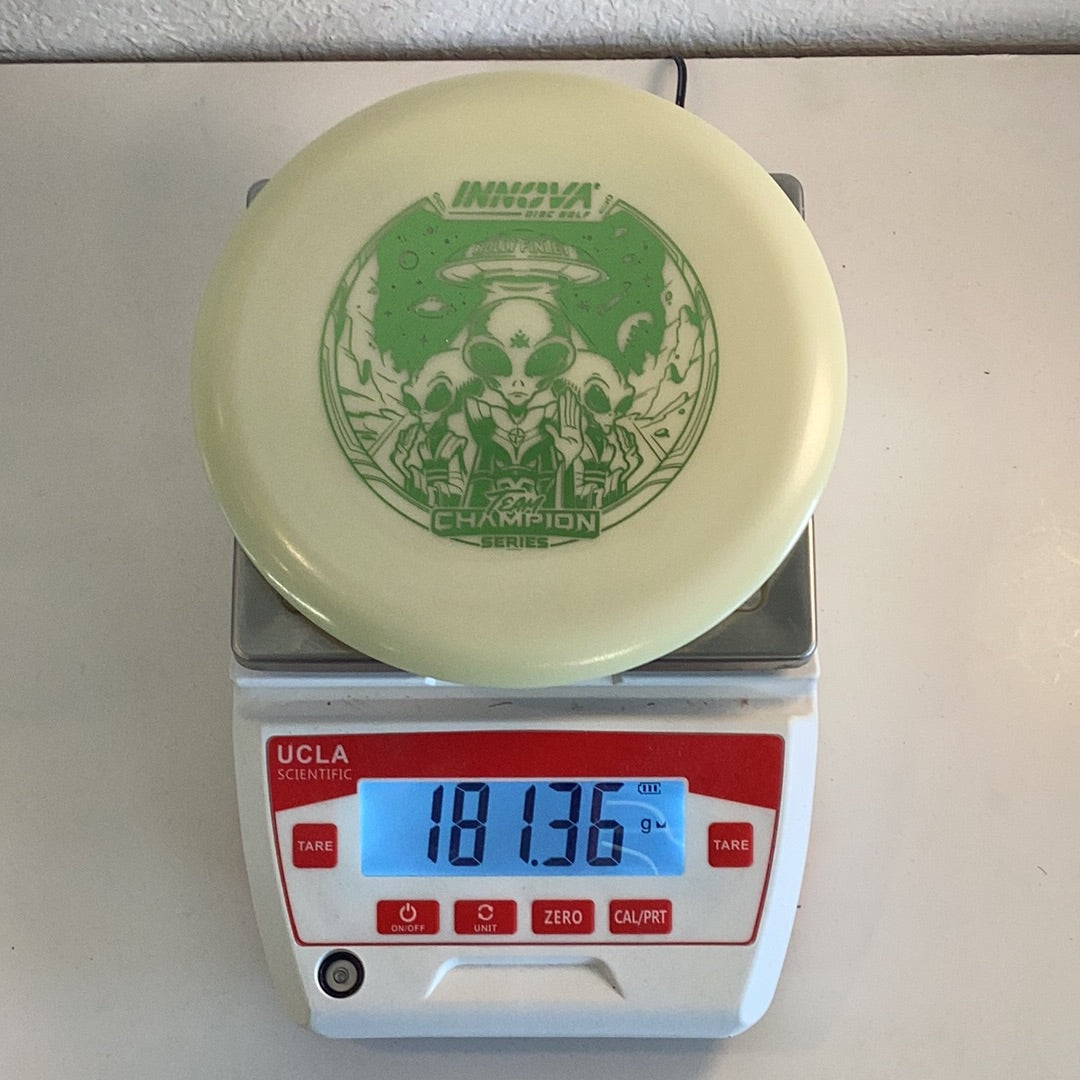 INNOVA
DISC GOLF
TEAM
CHAMPION
SERIES
UCLA
SCIENTIFIC
181.36 g
TARE
TARE
ON/OFF
UNIT
ZERO
CAL/PRT